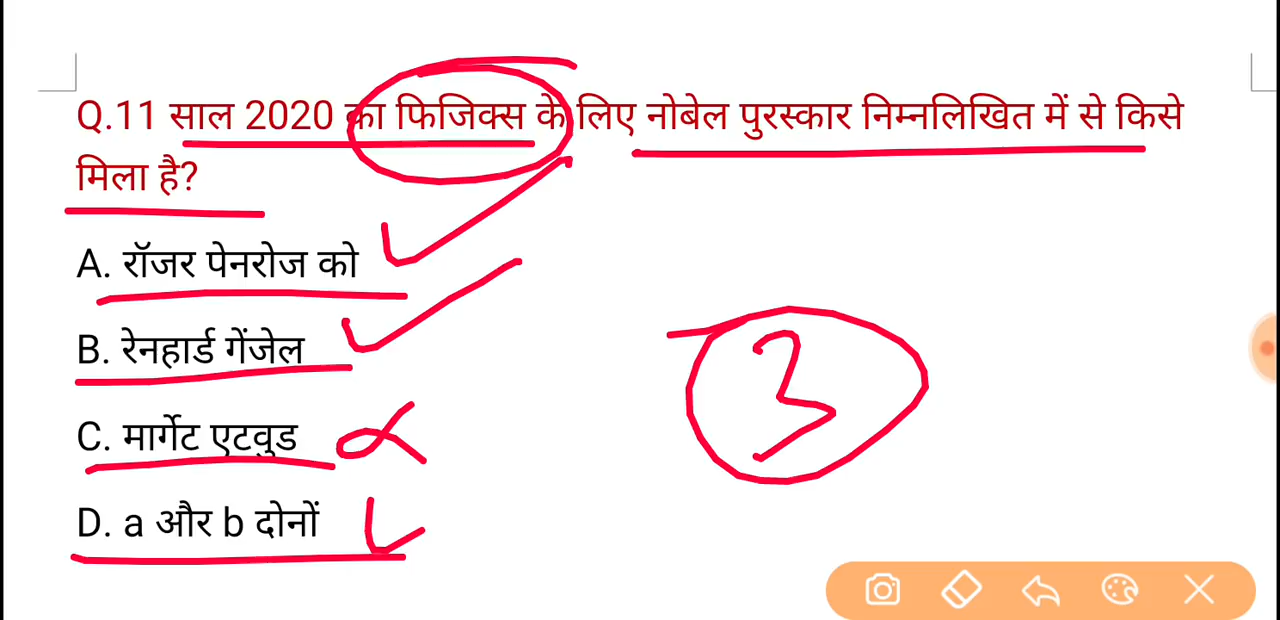 Q.11 साल 2020 का फिजिक्स के लिए नोबेल पुरस्कार निम्नलिखित में से किसे
मिला है?
A. रॉजर पेनरोज को
B. रेनहार्ड गेंजेल
C. मार्गेट एटवुड
D. a और b दोनों
3